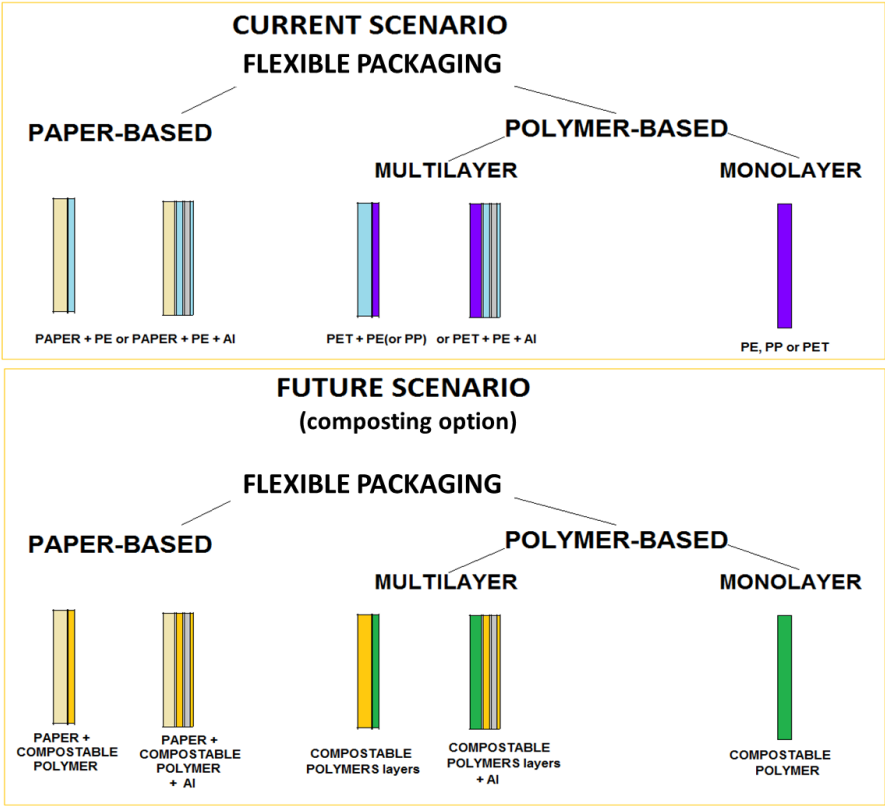 CURRENT SCENARIO
FLEXIBLE PACKAGING
PAPER-BASED
POLYMER-BASED
MULTILAYER
MONOLAYER
PAPER + PE or PAPER + PE + Al
PET + PE(or PP) or PET + PE + Al
PE, PP or PET
FUTURE SCENARIO
(composting option)
FLEXIBLE PACKAGING
PAPER-BASED
POLYMER-BASED
MULTILAYER
MONOLAYER
PAPER +
COMPOSTABLE
POLYMER
PAPER +
COMPOSTABLE
POLYMER
+ Al
COMPOSTABLE
POLYMERS layers
COMPOSTABLE
POLYMERS layers
+ Al
COMPOSTABLE
POLYMER